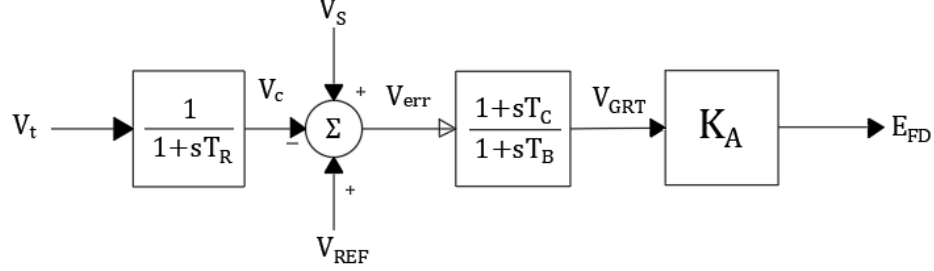 V_S
V_t
1
1+sT_R
V_c
+
Σ
−
+
V_REF
V_err
1+sT_C
1+sT_B
V_GRT
K_A
E_FD